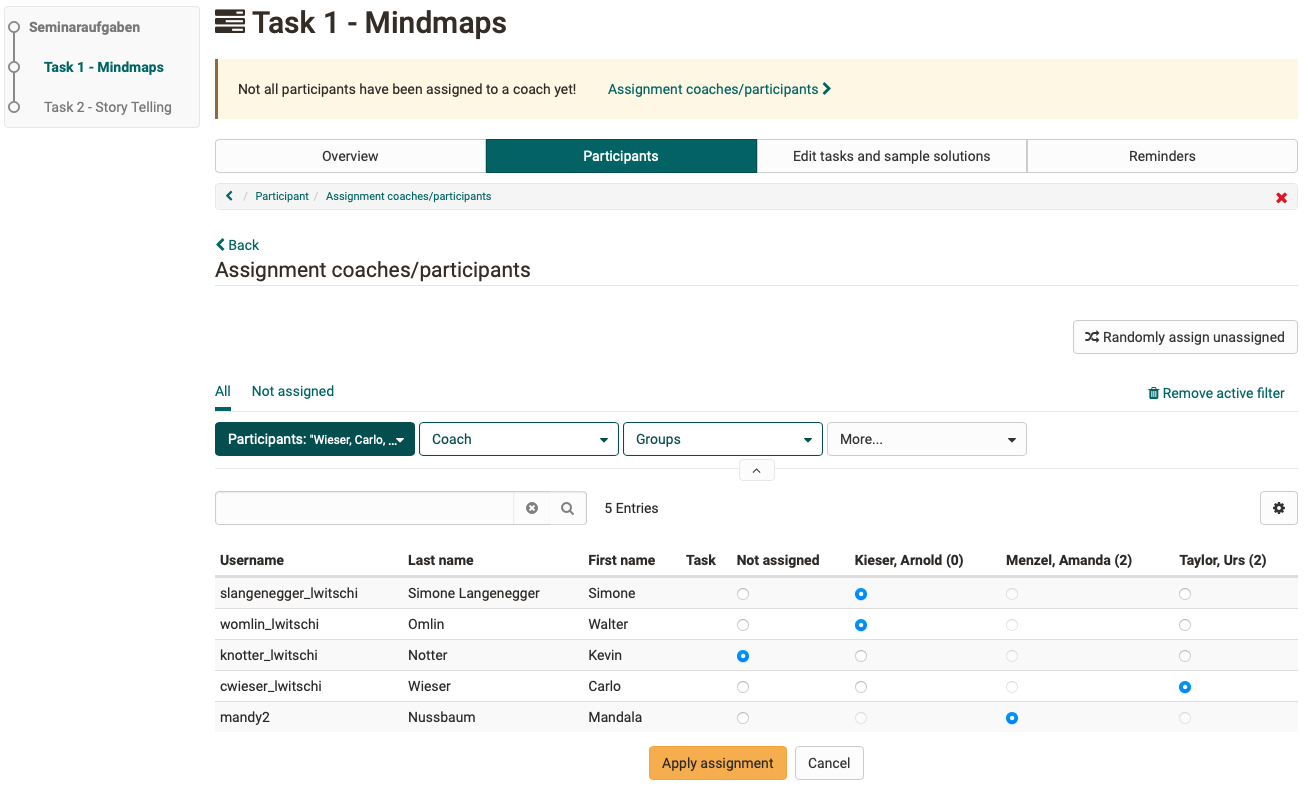 Seminaraufgaben
Task 1 - Mindmaps
Task 2 - Story Telling
Task 1 - Mindmaps
Not all participants have been assigned to a coach yet! Assignment coaches/participants
Overview Participants Edit tasks and sample solutions Reminders
/ Participant / Assignment coaches/participants
Back
Assignment coaches/participants
Randomly assign unassigned
All Not assigned Remove active filter
Participants: "Wieser, Carlo, ... Coach Groups More...
5 Entries
Username Last name First name Task Not assigned Kieser, Arnold (0) Menzel, Amanda (2) Taylor, Urs (2)
slangenegger_lwitschi Simone Langenegger Simone
womlin_lwitschi Omlin Walter
knotter_lwitschi Notter Kevin
cwieser_lwitschi Wieser Carlo
mandy2 Nussbaum Mandala
Apply assignment Cancel